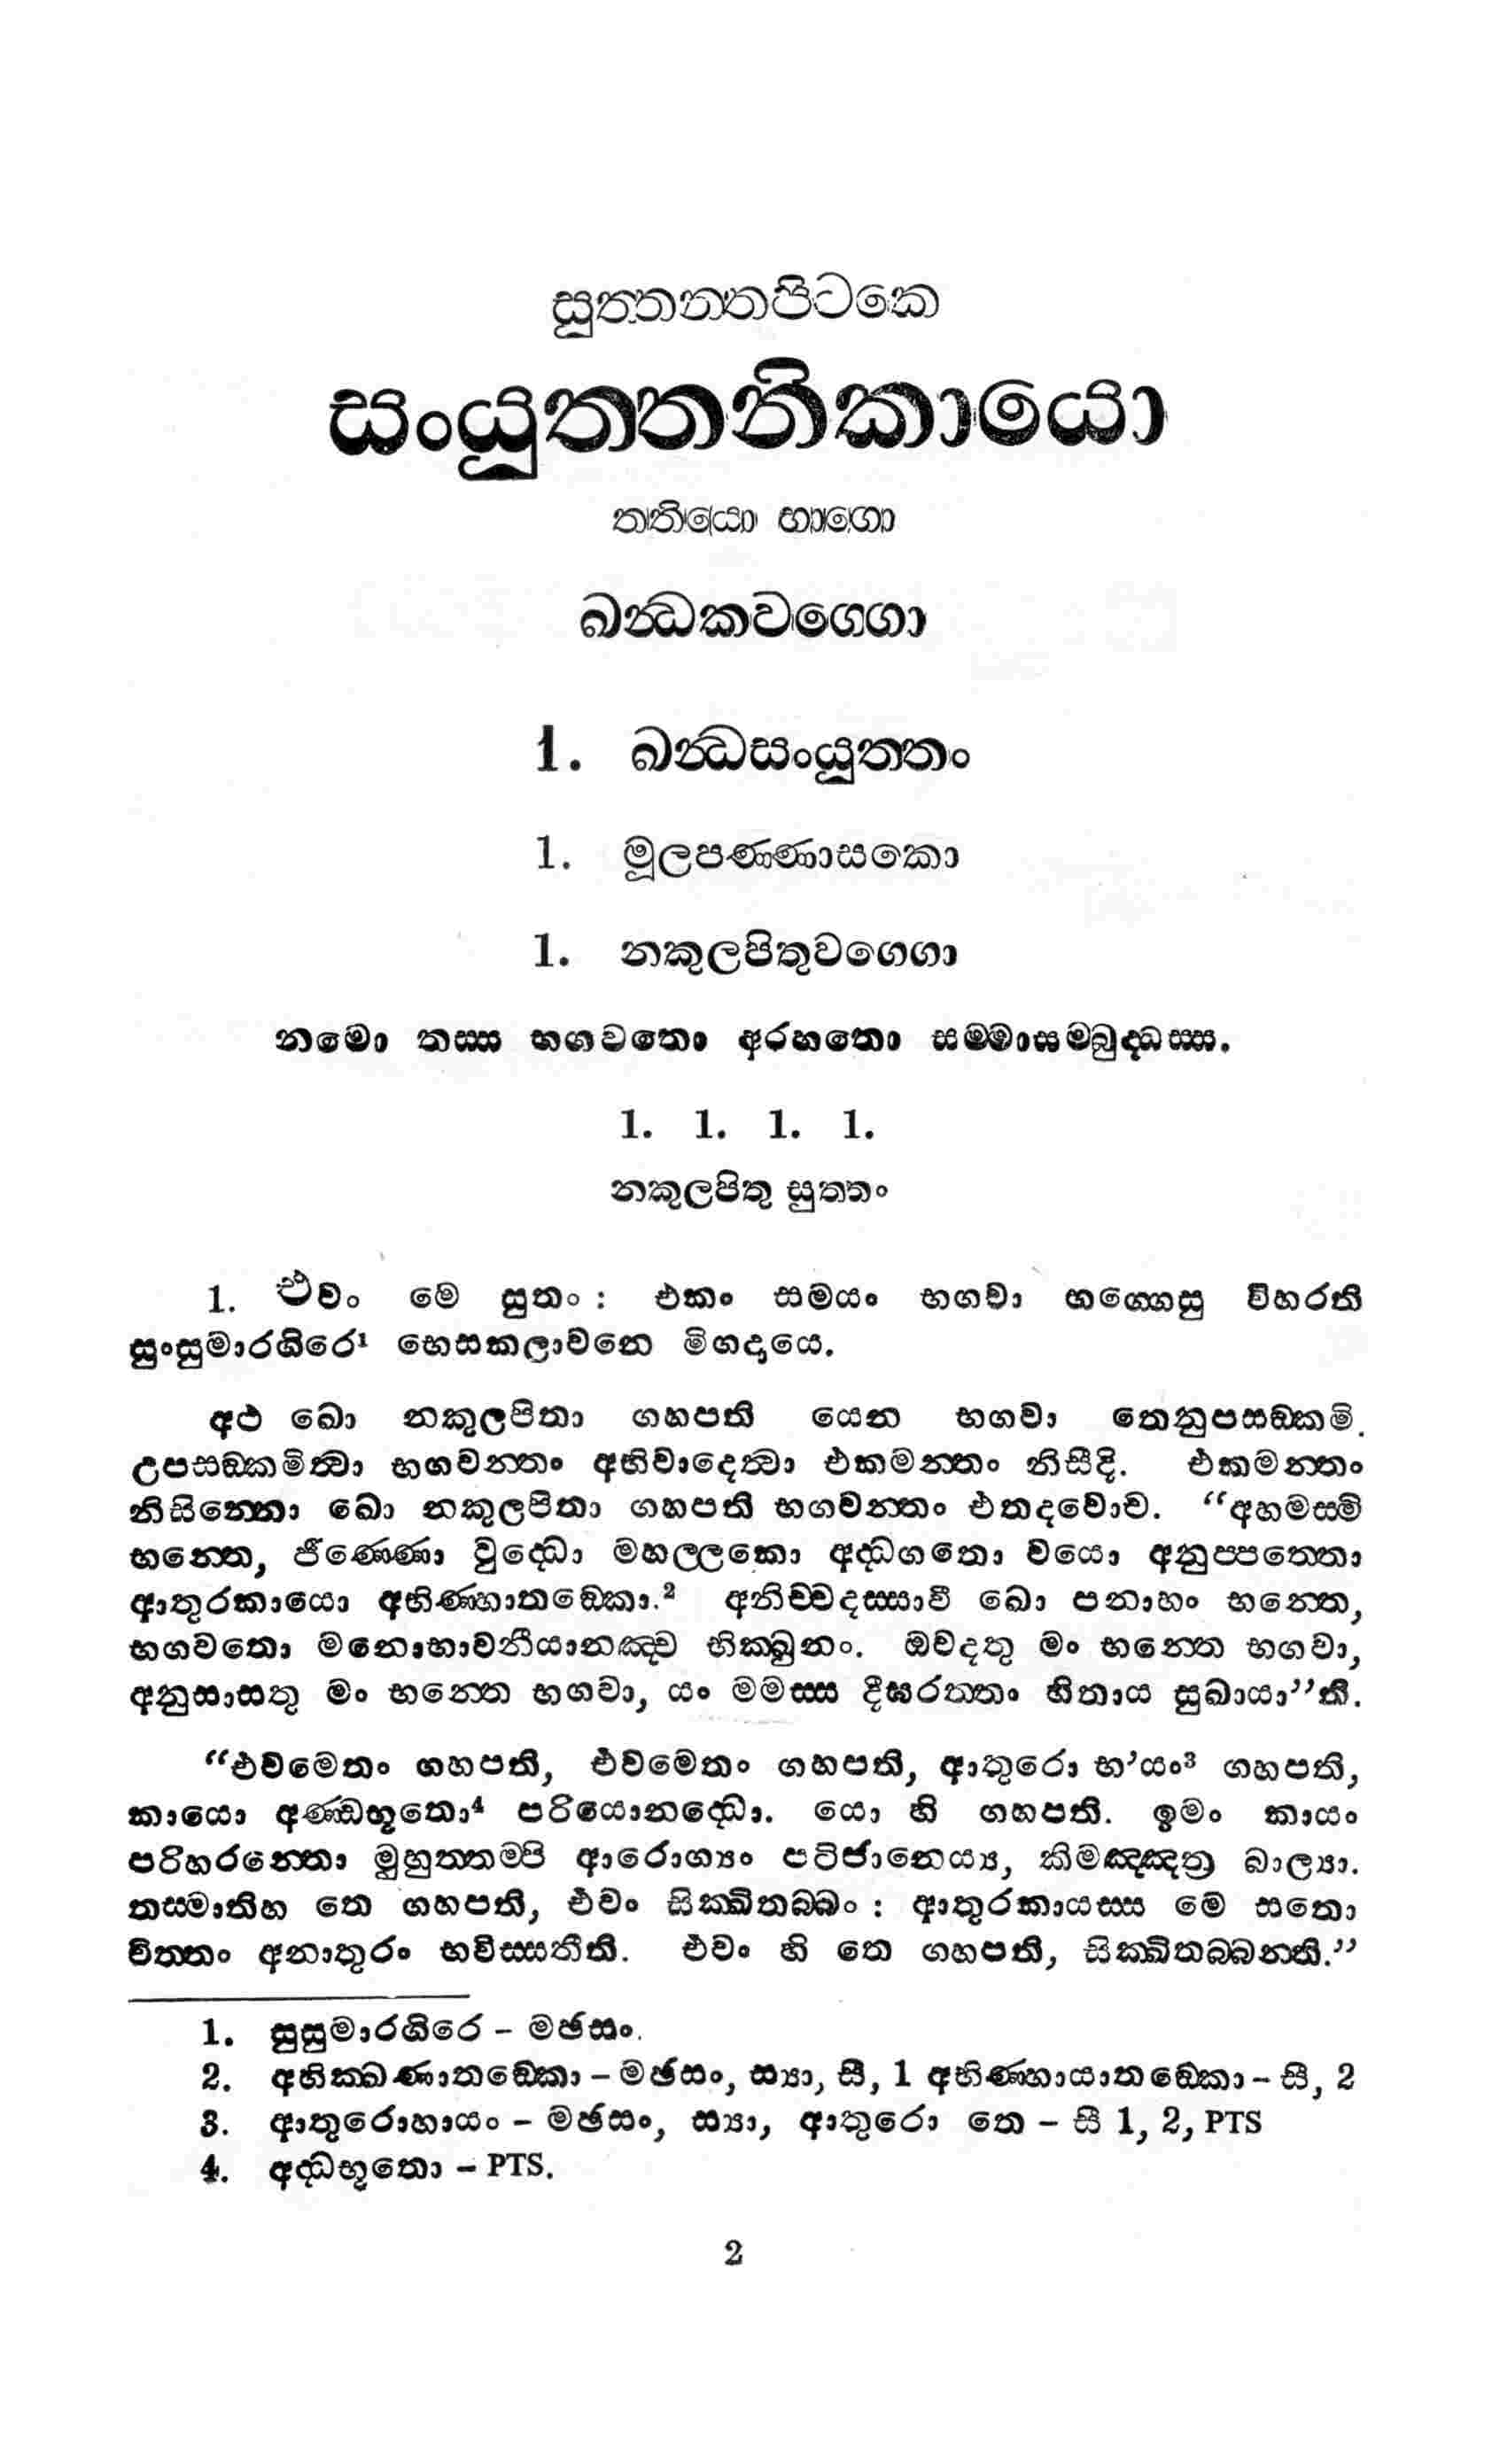 සුත්තන්තපිටකෙ
සංයුත්තනිකායො
තතියො භාගො
ඛන්ධකවග්ගො
1. ඛන්ධසංයුත්තං
1. මූලපණ්ණාසකො
1. නකුලපිතුවග්ගො
නමො තස්ස භගවතො අරහතො සම්මාසම්බුද්ධස්ස.
1. 1. 1. 1.
නකුලපිතු සුත්තං
1. එවං මෙ සුතං: එකං සමයං භගවා භග්ගෙසු විහරති
සුංසුමාරගිරෙ¹ භෙසකලාවනෙ මිගදායෙ.
අථ ඛො නකුලපිතා ගහපති යෙන භගවා තෙනුපසඞ්කමි.
උපසඞ්කමිත්වා භගවන්තං අභිවාදෙත්වා එකමන්තං නිසීදි. එකමන්තං
නිසින්නො ඛො නකුලපිතා ගහපති භගවන්තං එතදවොච. “අහමස්මි
භන්තෙ, ජිණ්ණො වුද්ධො මහල්ලකො අද්ධගතො වයො අනුප්පත්තො
ආතුරකායො අභිණ්හාතඞ්කො.² අනිච්චදස්සාවී ඛො පනාහං භන්තෙ,
භගවතො මනොභාවනීයානඤ්ච භික්ඛුනං. ඔවදතු මං භන්තෙ භගවා,
අනුසාසතු මං භන්තෙ භගවා, යං මමස්ස දීඝරත්තං හිතාය සුඛායා”ති.
“එවමෙතං ගහපති, එවමෙතං ගහපති, ආතුරො හ’යං³ ගහපති,
කායො අණ්ඩභූතො⁴ පරියොනද්ධො. යො හි ගහපති. ඉමං කායං
පරිහරන්තො මුහුත්තම්පි ආරොග්‍යං පටිජානෙය්‍ය, කිමඤ්ඤත්‍ර බාල්‍යා.
තස්මාතිහ තෙ ගහපති, එවං සික්ඛිතබ්බං: ආතුරකායස්ස මෙ සතො
චිත්තං අනාතුරං භවිස්සතීති. එවං හි තෙ ගහපති, සික්ඛිතබ්බන්ති.”
1. සුසුමාරගිරෙ – මඡසං.
2. අභික්ඛණාතඞ්කො – මඡසං, ස්‍යා, සී, 1 අභිණ්හායාතඞ්කො – සී, 2
3. ආතුරොහායං – මඡසං, ස්‍යා, ආතුරො තෙ – සී 1, 2, PTS
4. අද්ධභූතො – PTS.
2